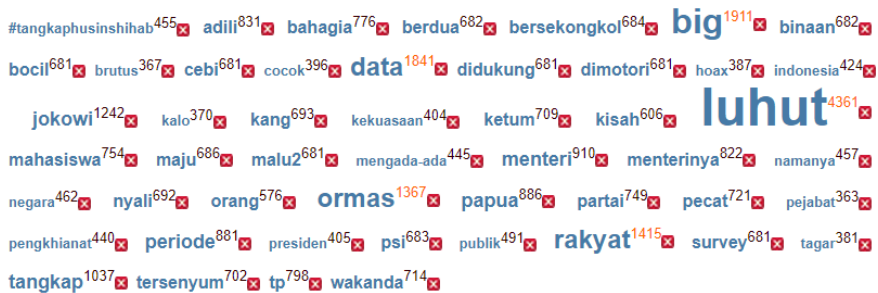 #tangkaphusinshihab455 adili831 bahagia776 berdua682 bersekongkol684 big1911 binaan682
bocil681 brutus367 cebi681 cocok396 data1841 didukung681 dimotori681 hoax387 indonesia424
jokowi1242 kalo370 kang693 kekuasaan404 ketum709 kisah606 luhut4361
mahasiswa754 maju686 malu2681 mengada-ada445 menteri910 menterinya822 namanya457
negara462 nyali692 orang576 ormas1367 papua886 partai749 pecat721 pejabat363
pengkhianat440 periode881 presiden405 psi683 publik491 rakyat1415 survey681 tagar381
tangkap1037 tersenyum702 tp798 wakanda714